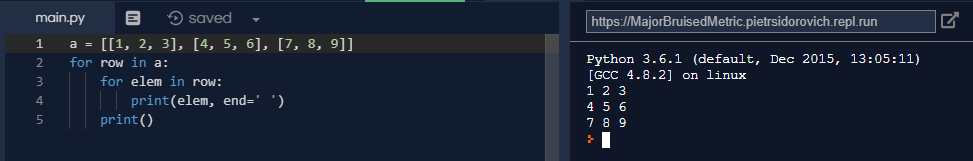 main.py saved
1 a = [[1, 2, 3], [4, 5, 6], [7, 8, 9]]
2 for row in a:
3     for elem in row:
4         print(elem, end=' ')
5     print()
https://MajorBruisedMetric.pietrsidorovich.repl.run
Python 3.6.1 (default, Dec 2015, 13:05:11)
[GCC 4.8.2] on linux
1 2 3
4 5 6
7 8 9